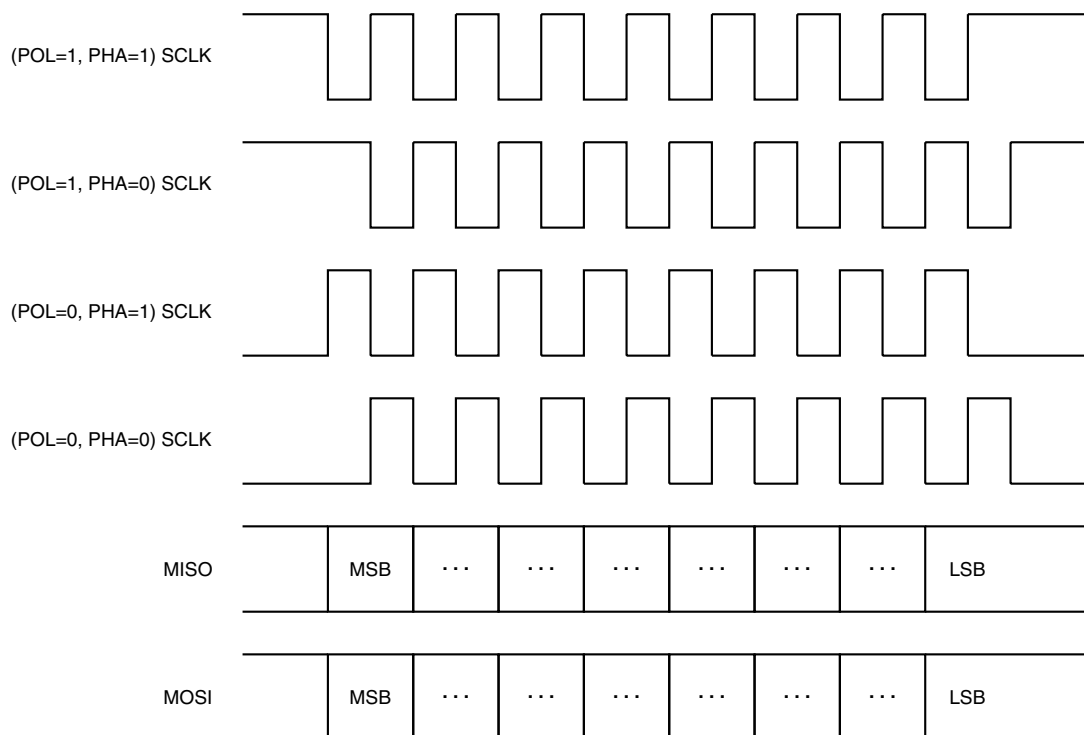 (POL=1, PHA=1) SCLK
(POL=1, PHA=0) SCLK
(POL=0, PHA=1) SCLK
(POL=0, PHA=0) SCLK
MISO MSB ... ... ... ... ... ... LSB
MOSI MSB ... ... ... ... ... ... LSB